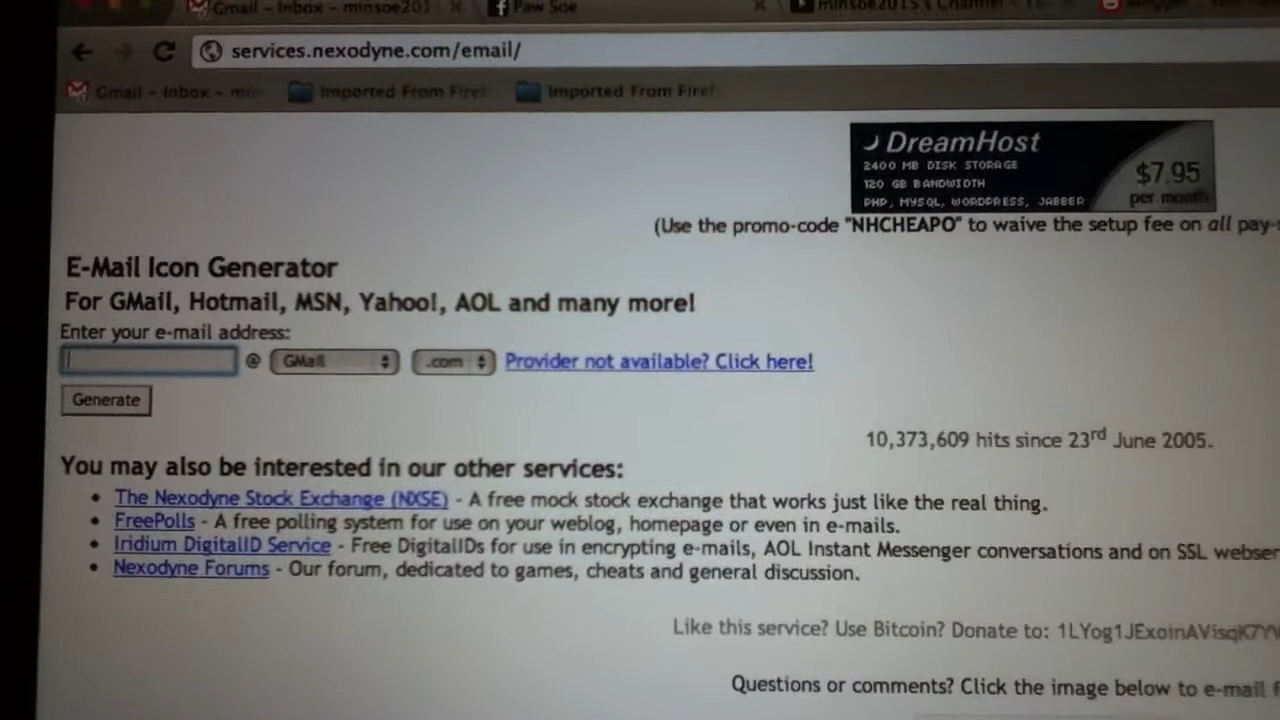 Gmail - Inbox - minsoe201
Paw Soe
minsoe2015's Channel -
services.nexodyne.com/email/
Gmail - Inbox - min
Imported From Firef
Imported From Firef
DreamHost
2400 MB DISK STORAGE
120 GB BANDWIDTH
PHP, MYSQL, WORDPRESS, JABBER
$7.95
per month
(Use the promo-code "NHCHEAPO" to waive the setup fee on all pay-
E-Mail Icon Generator
For GMail, Hotmail, MSN, Yahoo!, AOL and many more!
Enter your e-mail address:
@ GMail .com Provider not available? Click here!
Generate
10,373,609 hits since 23rd June 2005.
You may also be interested in our other services:
• The Nexodyne Stock Exchange (NXSE) - A free mock stock exchange that works just like the real thing.
• FreePolls - A free polling system for use on your weblog, homepage or even in e-mails.
• Iridium DigitalID Service - Free DigitalIDs for use in encrypting e-mails, AOL Instant Messenger conversations and on SSL webser
• Nexodyne Forums - Our forum, dedicated to games, cheats and general discussion.
Like this service? Use Bitcoin? Donate to: 1LYog1JExoinAVisqK7Y
Questions or comments? Click the image below to e-mail